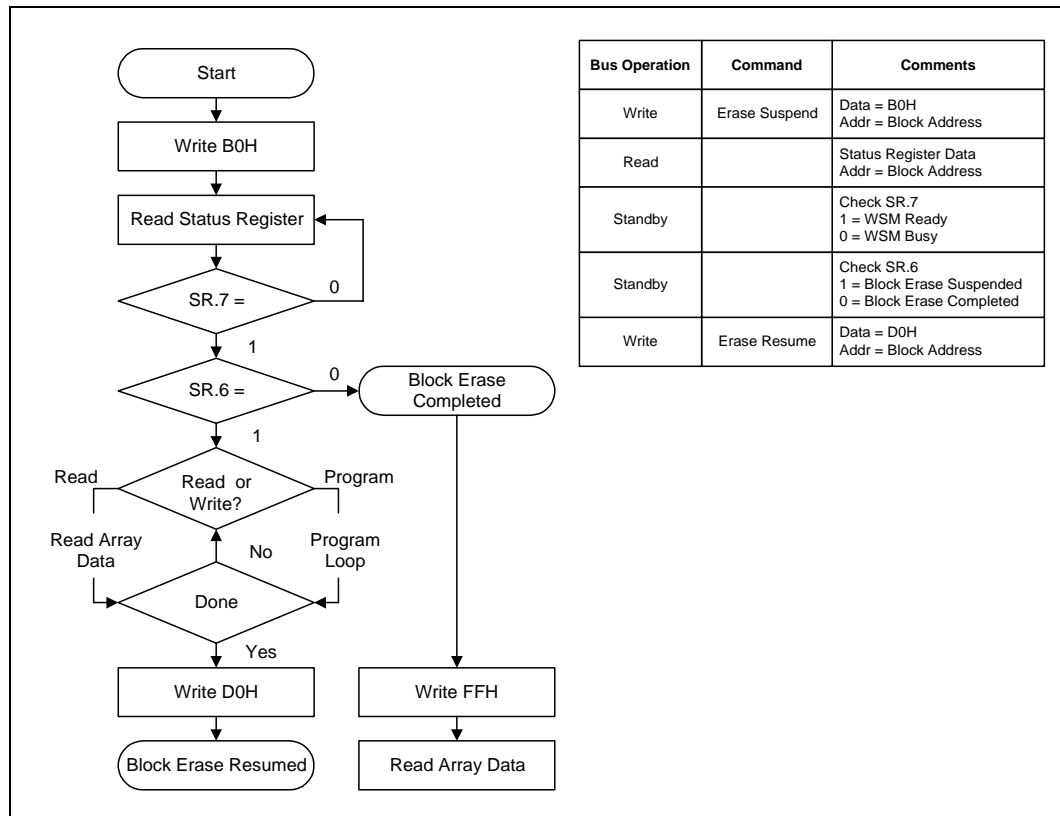 Start
Write B0H
Read Status Register
SR.7 =
0
1
SR.6 =
0
Block Erase
Completed
1
Read
Read or
Write?
Program
Read Array
Data
No
Program
Loop
Done
Yes
Write D0H
Write FFH
Block Erase Resumed
Read Array Data
Bus Operation
Command
Comments
Write
Erase Suspend
Data = B0H
Addr = Block Address
Read
Status Register Data
Addr = Block Address
Standby
Check SR.7
1 = WSM Ready
0 = WSM Busy
Standby
Check SR.6
1 = Block Erase Suspended
0 = Block Erase Completed
Write
Erase Resume
Data = D0H
Addr = Block Address